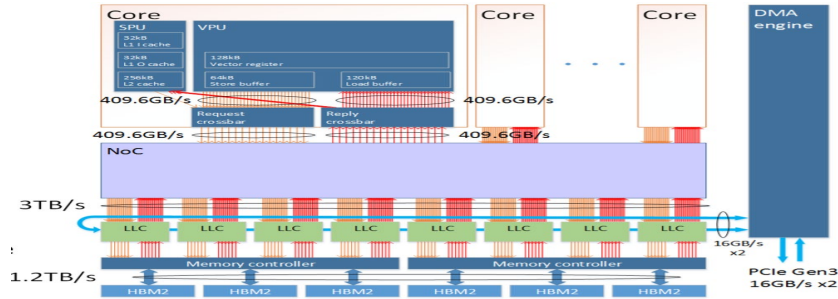 Core
Core
Core
DMA
engine
SPU
VPU
32kB
L1 I cache
32kB
L1 O cache
256kB
L2 cache
128kB
Vector register
64kB
Store buffer
120kB
Load buffer
409.6GB/s
409.6GB/s
Request
crossbar
Reply
crossbar
409.6GB/s
409.6GB/s
NoC
3TB/s
LLC
LLC
LLC
LLC
LLC
LLC
LLC
LLC
16GB/s
x2
Memory controller
Memory controller
1.2TB/s
PCIe Gen3
16GB/s x2
HBM2
HBM2
HBM2
HBM2
HBM2
HBM2